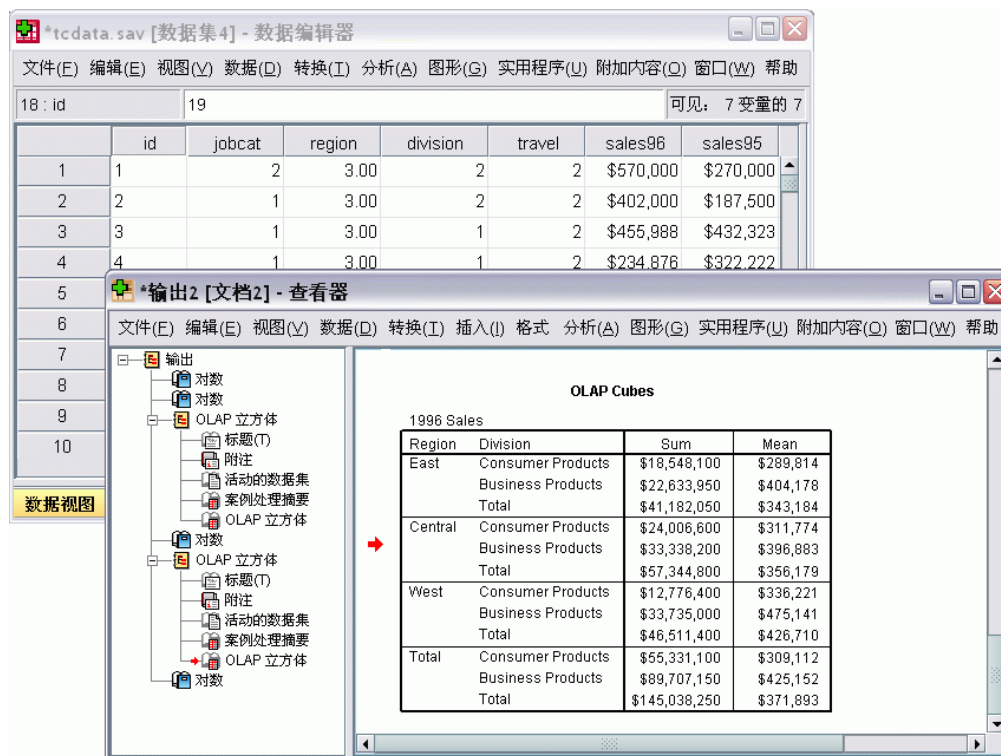 *tcdata.sav [数据集4] - 数据编辑器
文件(F) 编辑(E) 视图(V) 数据(D) 转换(T) 分析(A) 图形(G) 实用程序(U) 附加内容(O) 窗口(W) 帮助
18 : id 19 可见： 7 变量的 7
id jobcat region division travel sales96 sales95
1 1 2 3.00 2 2 $570,000 $270,000
2 2 1 3.00 2 2 $402,000 $187,500
3 3 1 3.00 1 2 $455,988 $432,323
4 4 1 3.00 1 2 $234,876 $322,222
5
6
7
8
9
10
数据视图
*输出2 [文档2] - 查看器
文件(F) 编辑(E) 视图(V) 数据(D) 转换(T) 插入(I) 格式 分析(A) 图形(G) 实用程序(U) 附加内容(O) 窗口(W) 帮助
输出
对数
对数
OLAP 立方体
标题(T)
附注
活动的数据集
案例处理摘要
OLAP 立方体
对数
OLAP 立方体
标题(T)
附注
活动的数据集
案例处理摘要
OLAP 立方体
对数
OLAP Cubes
1996 Sales
Region Division Sum Mean
East Consumer Products $18,548,100 $289,814
Business Products $22,633,950 $404,178
Total $41,182,050 $343,184
Central Consumer Products $24,006,600 $311,774
Business Products $33,338,200 $396,883
Total $57,344,800 $356,179
West Consumer Products $12,776,400 $336,221
Business Products $33,735,000 $475,141
Total $46,511,400 $426,710
Total Consumer Products $55,331,100 $309,112
Business Products $89,707,150 $425,152
Total $145,038,250 $371,893